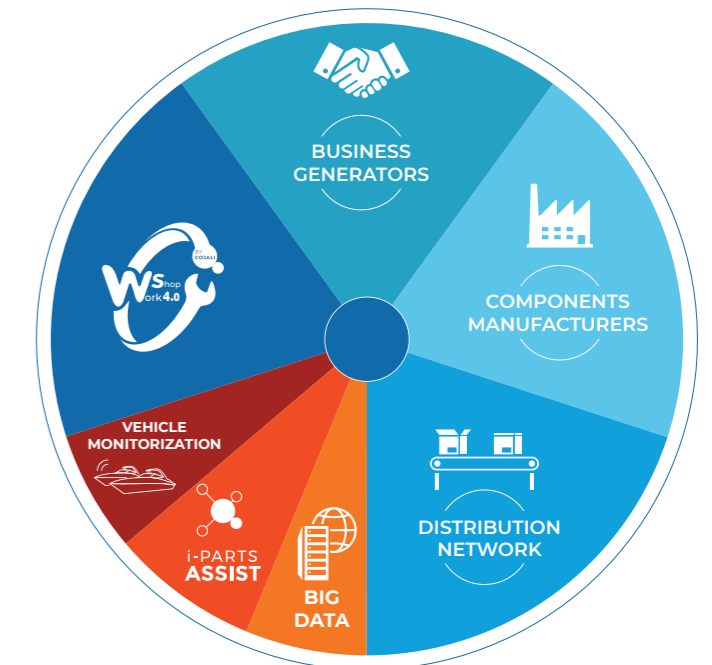 BUSINESS
GENERATORS
COMPONENTS
MANUFACTURERS
DISTRIBUTION
NETWORK
BIG
DATA
i-PARTS
ASSIST
VEHICLE
MONITORIZATION
BY
COJALI
WShop
Work4.0